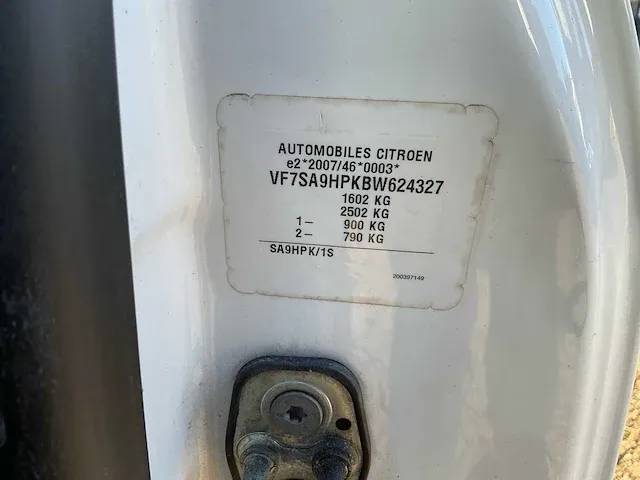 AUTOMOBILES CITROEN
e2*2007/46*0003*
VF7SA9HPKBW624327
1602 KG
2502 KG
1– 900 KG
2– 790 KG
SA9HPK/1S
200397149